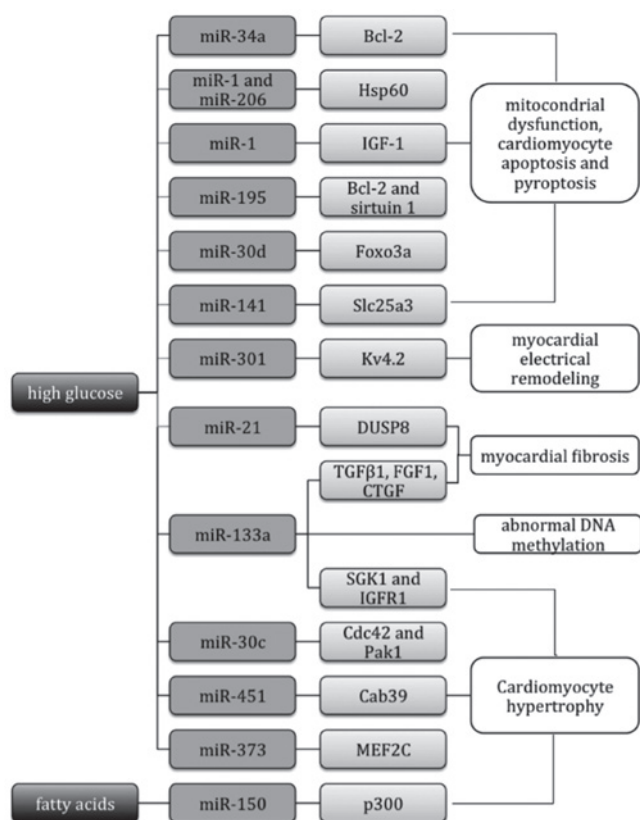 miR-34a
Bcl-2
miR-1 and
miR-206
Hsp60
mitocondrial
dysfunction,
cardiomyocyte
apoptosis and
pyroptosis
miR-1
IGF-1
miR-195
Bcl-2 and
sirtuin 1
miR-30d
Foxo3a
miR-141
Slc25a3
miR-301
Kv4.2
myocardial
electrical
remodeling
high glucose
miR-21
DUSP8
TGFβ1, FGF1,
CTGF
myocardial fibrosis
miR-133a
abnormal DNA
methylation
SGK1 and
IGFR1
miR-30c
Cdc42 and
Pak1
miR-451
Cab39
Cardiomyocyte
hypertrophy
miR-373
MEF2C
fatty acids
miR-150
p300